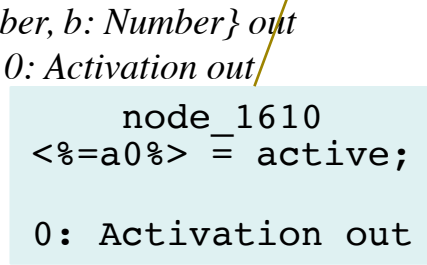 ber, b: Number} out
0: Activation out
node_1610
<%=a0%> = active;
0: Activation out